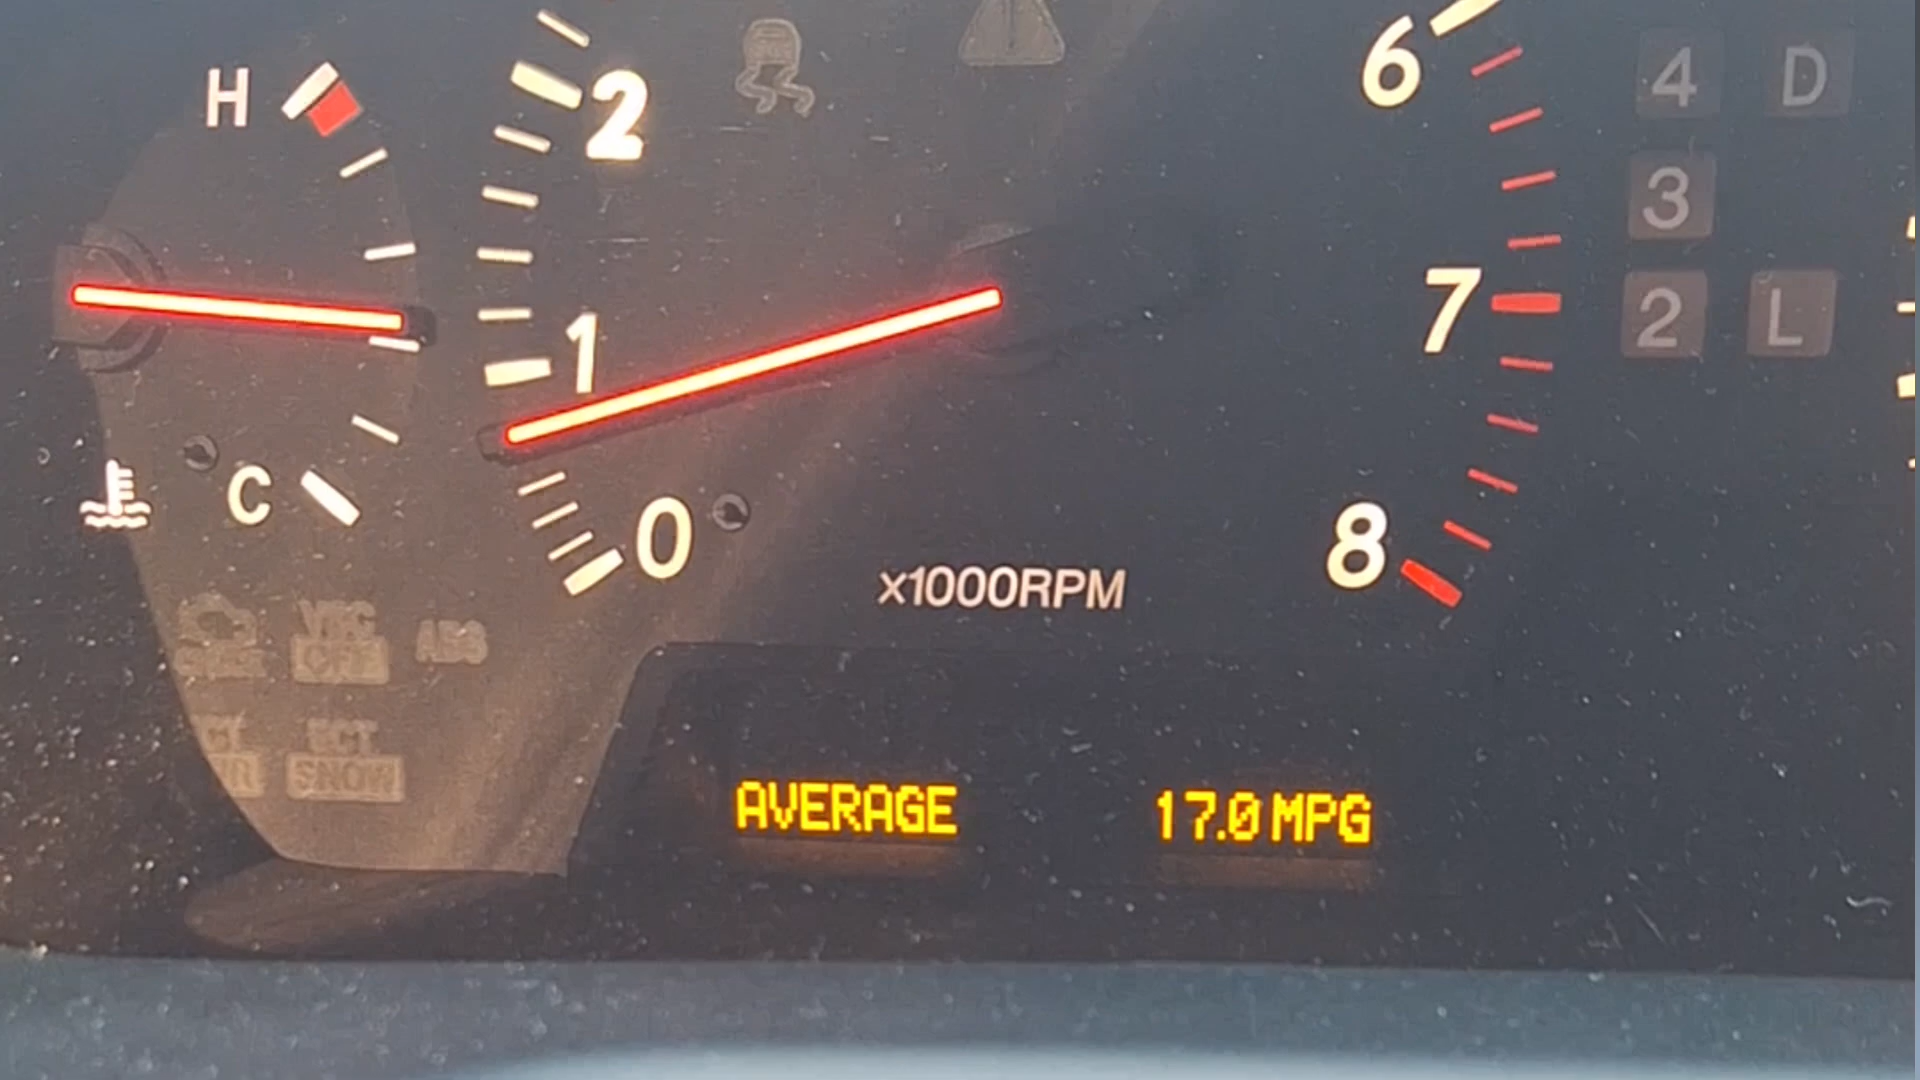 H
2
6
4 D
3
1
7
2 L
C
0
8
x1000RPM
CHECK
VSC
OFF
ABS
ECT
SNOW
AVERAGE 17.0 MPG